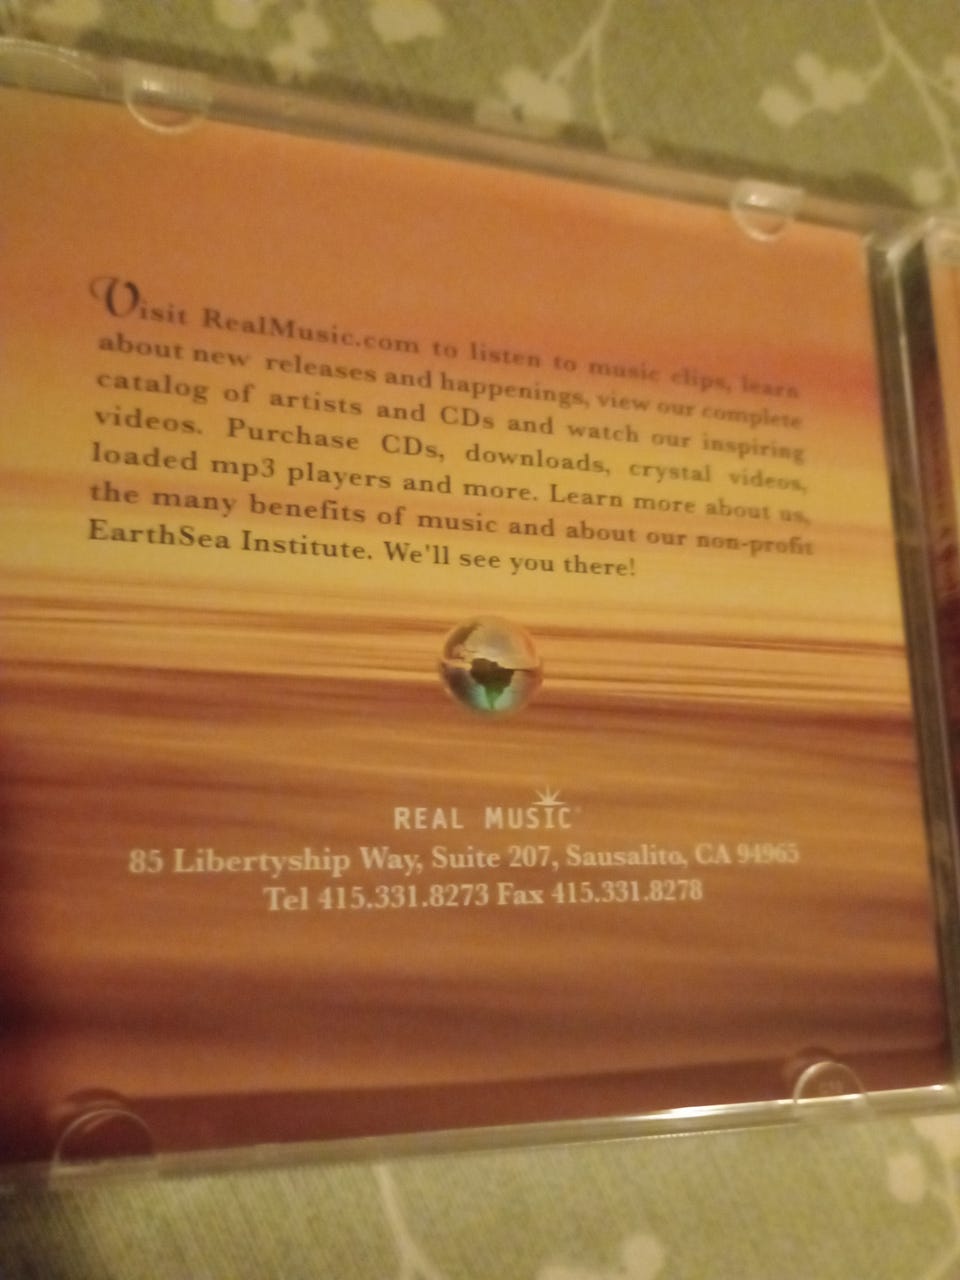 Visit RealMusic.com to listen to music clips, learn
about new releases and happenings, view our complete
catalog of artists and CDs and watch our inspiring
videos. Purchase CDs, downloads, crystal videos,
loaded mp3 players and more. Learn more about us,
the many benefits of music and about our non-profit
EarthSea Institute. We'll see you there!
REAL MUSIC
85 Libertyship Way, Suite 207, Sausalito, CA 94965
Tel 415.331.8273 Fax 415.331.8278